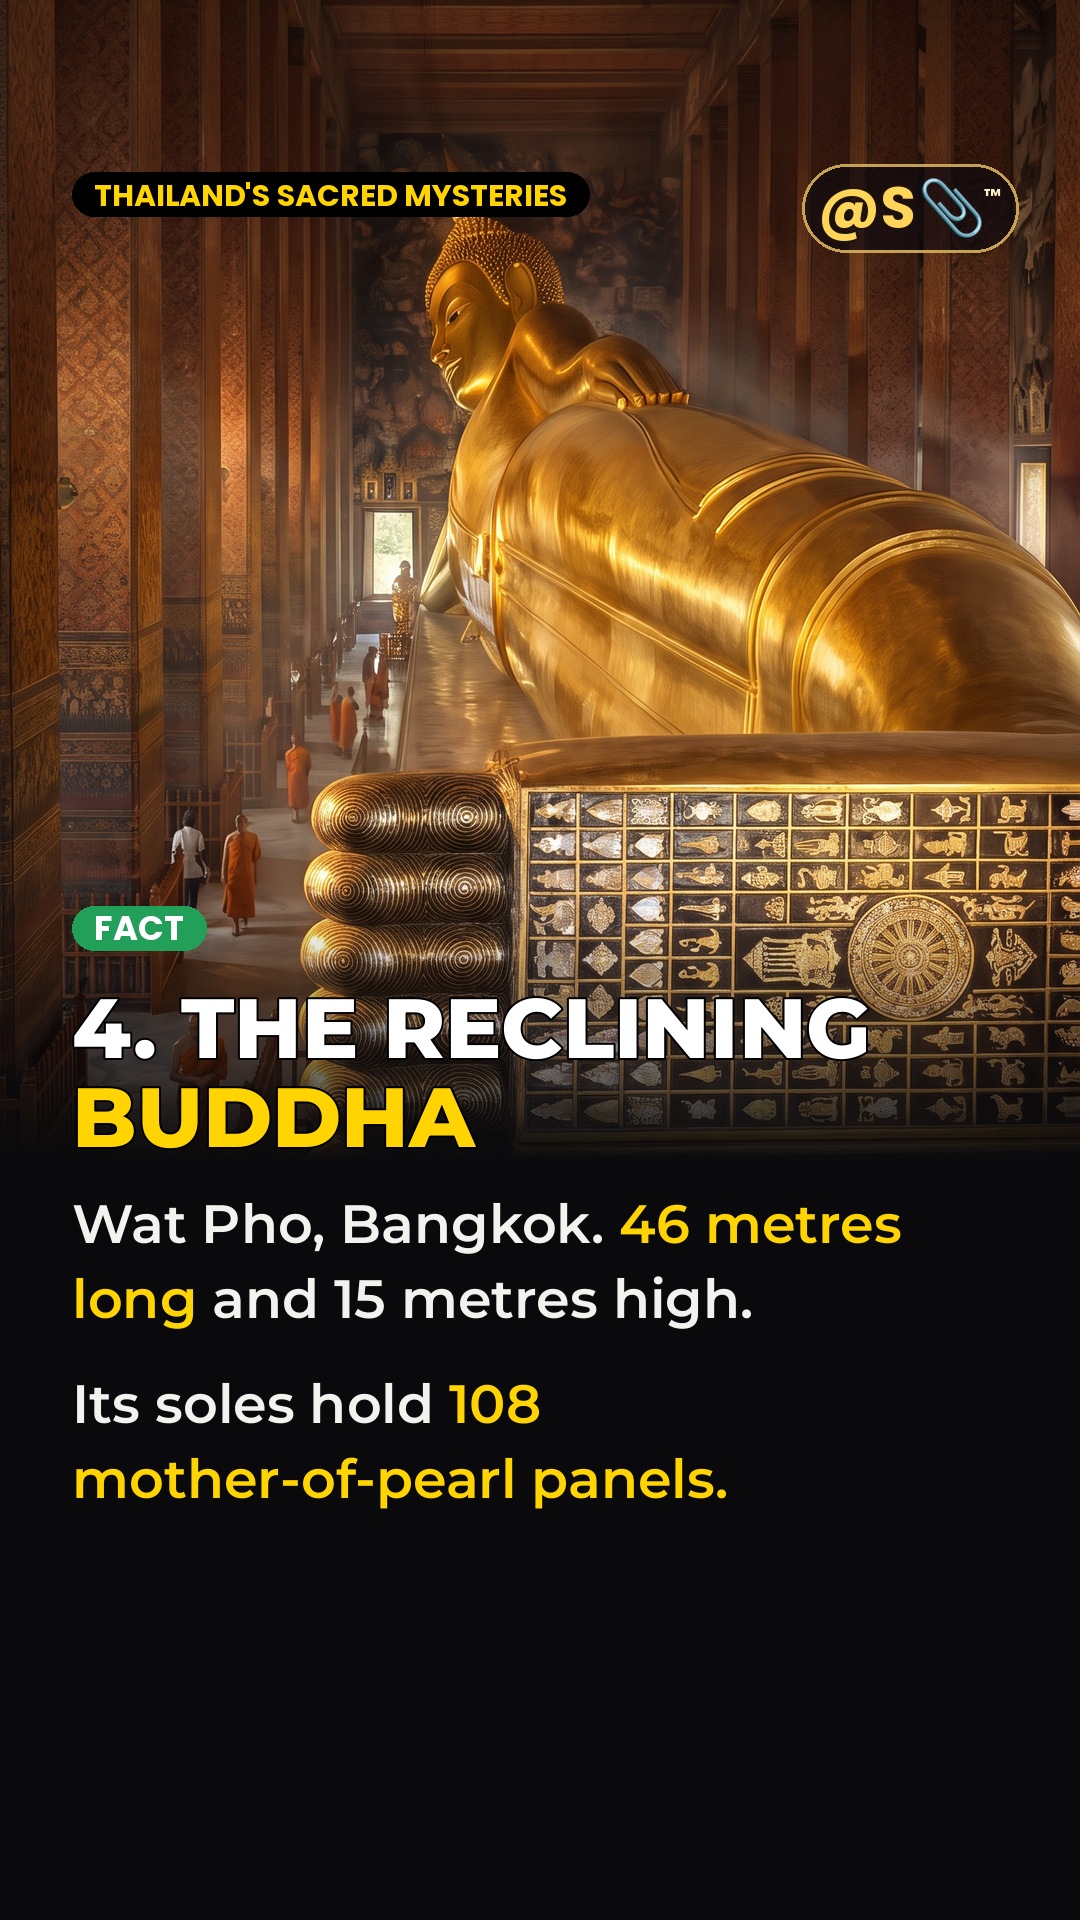 THAILAND'S SACRED MYSTERIES
@S📎™
FACT
4. THE RECLINING
BUDDHA
Wat Pho, Bangkok. 46 metres
long and 15 metres high.
Its soles hold 108
mother-of-pearl panels.